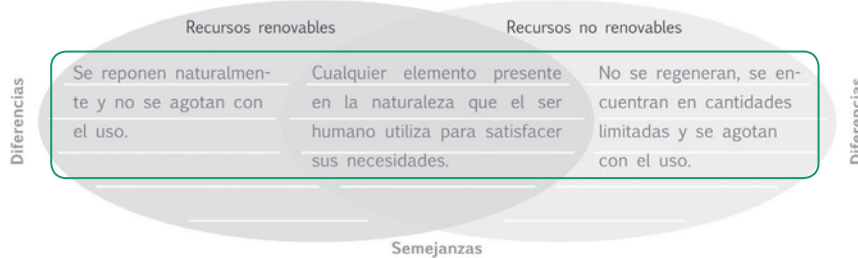 Recursos renovables
Recursos no renovables
Diferencias
Se reponen naturalmen-
te y no se agotan con
el uso.
Cualquier elemento presente
en la naturaleza que el ser
humano utiliza para satisfacer
sus necesidades.
No se regeneran, se en-
cuentran en cantidades
limitadas y se agotan
con el uso.
Diferencias
Semejanzas